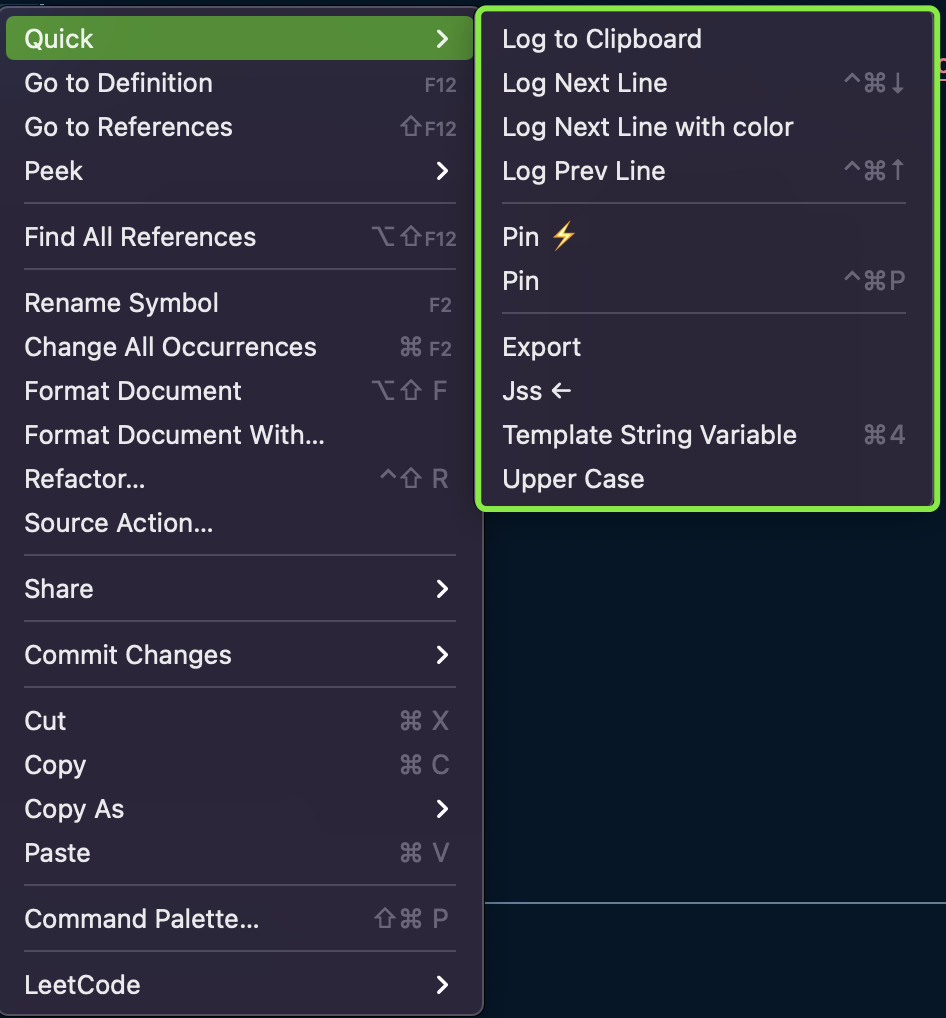 Quick
Go to Definition F12
Go to References ⇧F12
Peek
Find All References ⌥⇧F12
Rename Symbol F2
Change All Occurrences ⌘ F2
Format Document ⌥⇧ F
Format Document With...
Refactor... ^⇧ R
Source Action...
Share
Commit Changes
Cut ⌘ X
Copy ⌘ C
Copy As
Paste ⌘ V
Command Palette... ⇧⌘ P
LeetCode
Log to Clipboard
Log Next Line ^⌘↓
Log Next Line with color
Log Prev Line ^⌘↑
Pin ⚡
Pin ^⌘P
Export
Jss ←
Template String Variable ⌘4
Upper Case